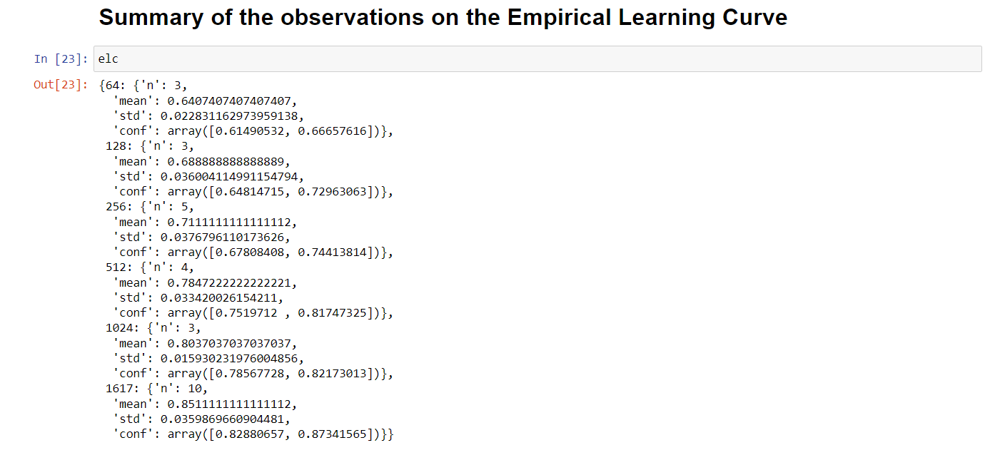 Summary of the observations on the Empirical Learning Curve
In [23]: elc
Out[23]: {64: {'n': 3,
'mean': 0.6407407407407407,
'std': 0.022831162973959138,
'conf': array([0.61490532, 0.66657616])},
128: {'n': 3,
'mean': 0.688888888888889,
'std': 0.036004114991154794,
'conf': array([0.64814715, 0.72963063])},
256: {'n': 5,
'mean': 0.7111111111111112,
'std': 0.0376796110173626,
'conf': array([0.67808408, 0.74413814])},
512: {'n': 4,
'mean': 0.7847222222222221,
'std': 0.033420026154211,
'conf': array([0.7519712 , 0.81747325])},
1024: {'n': 3,
'mean': 0.8037037037037037,
'std': 0.015930231976004856,
'conf': array([0.78567728, 0.82173013])},
1617: {'n': 10,
'mean': 0.8511111111111112,
'std': 0.0359869660904481,
'conf': array([0.82880657, 0.87341565])}}